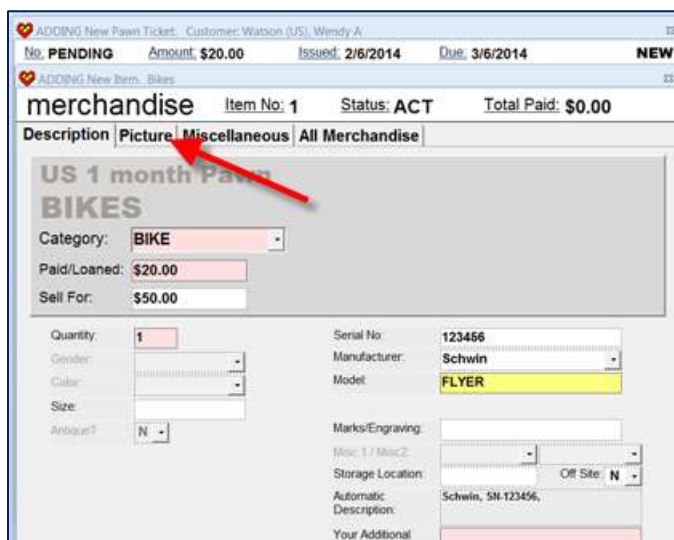 ADDING New Pawn Ticket. Customer: Watson (US), Wendy A
No: PENDING Amount: $20.00 Issued: 2/6/2014 Due: 3/6/2014 NEW
ADDING New Item. Bikes
merchandise Item No: 1 Status: ACT Total Paid: $0.00
Description Picture Miscellaneous All Merchandise
US 1 month Pawn
BIKES
Category: BIKE
Paid/Loaned: $20.00
Sell For: $50.00
Quantity: 1 Serial No: 123456
Gender: Manufacturer: Schwin
Color: Model: FLYER
Size:
Antique? N Marks/Engraving:
Misc 1 / Misc2:
Storage Location: Off Site: N
Automatic Description: Schwin, SN-123456,
Your Additional